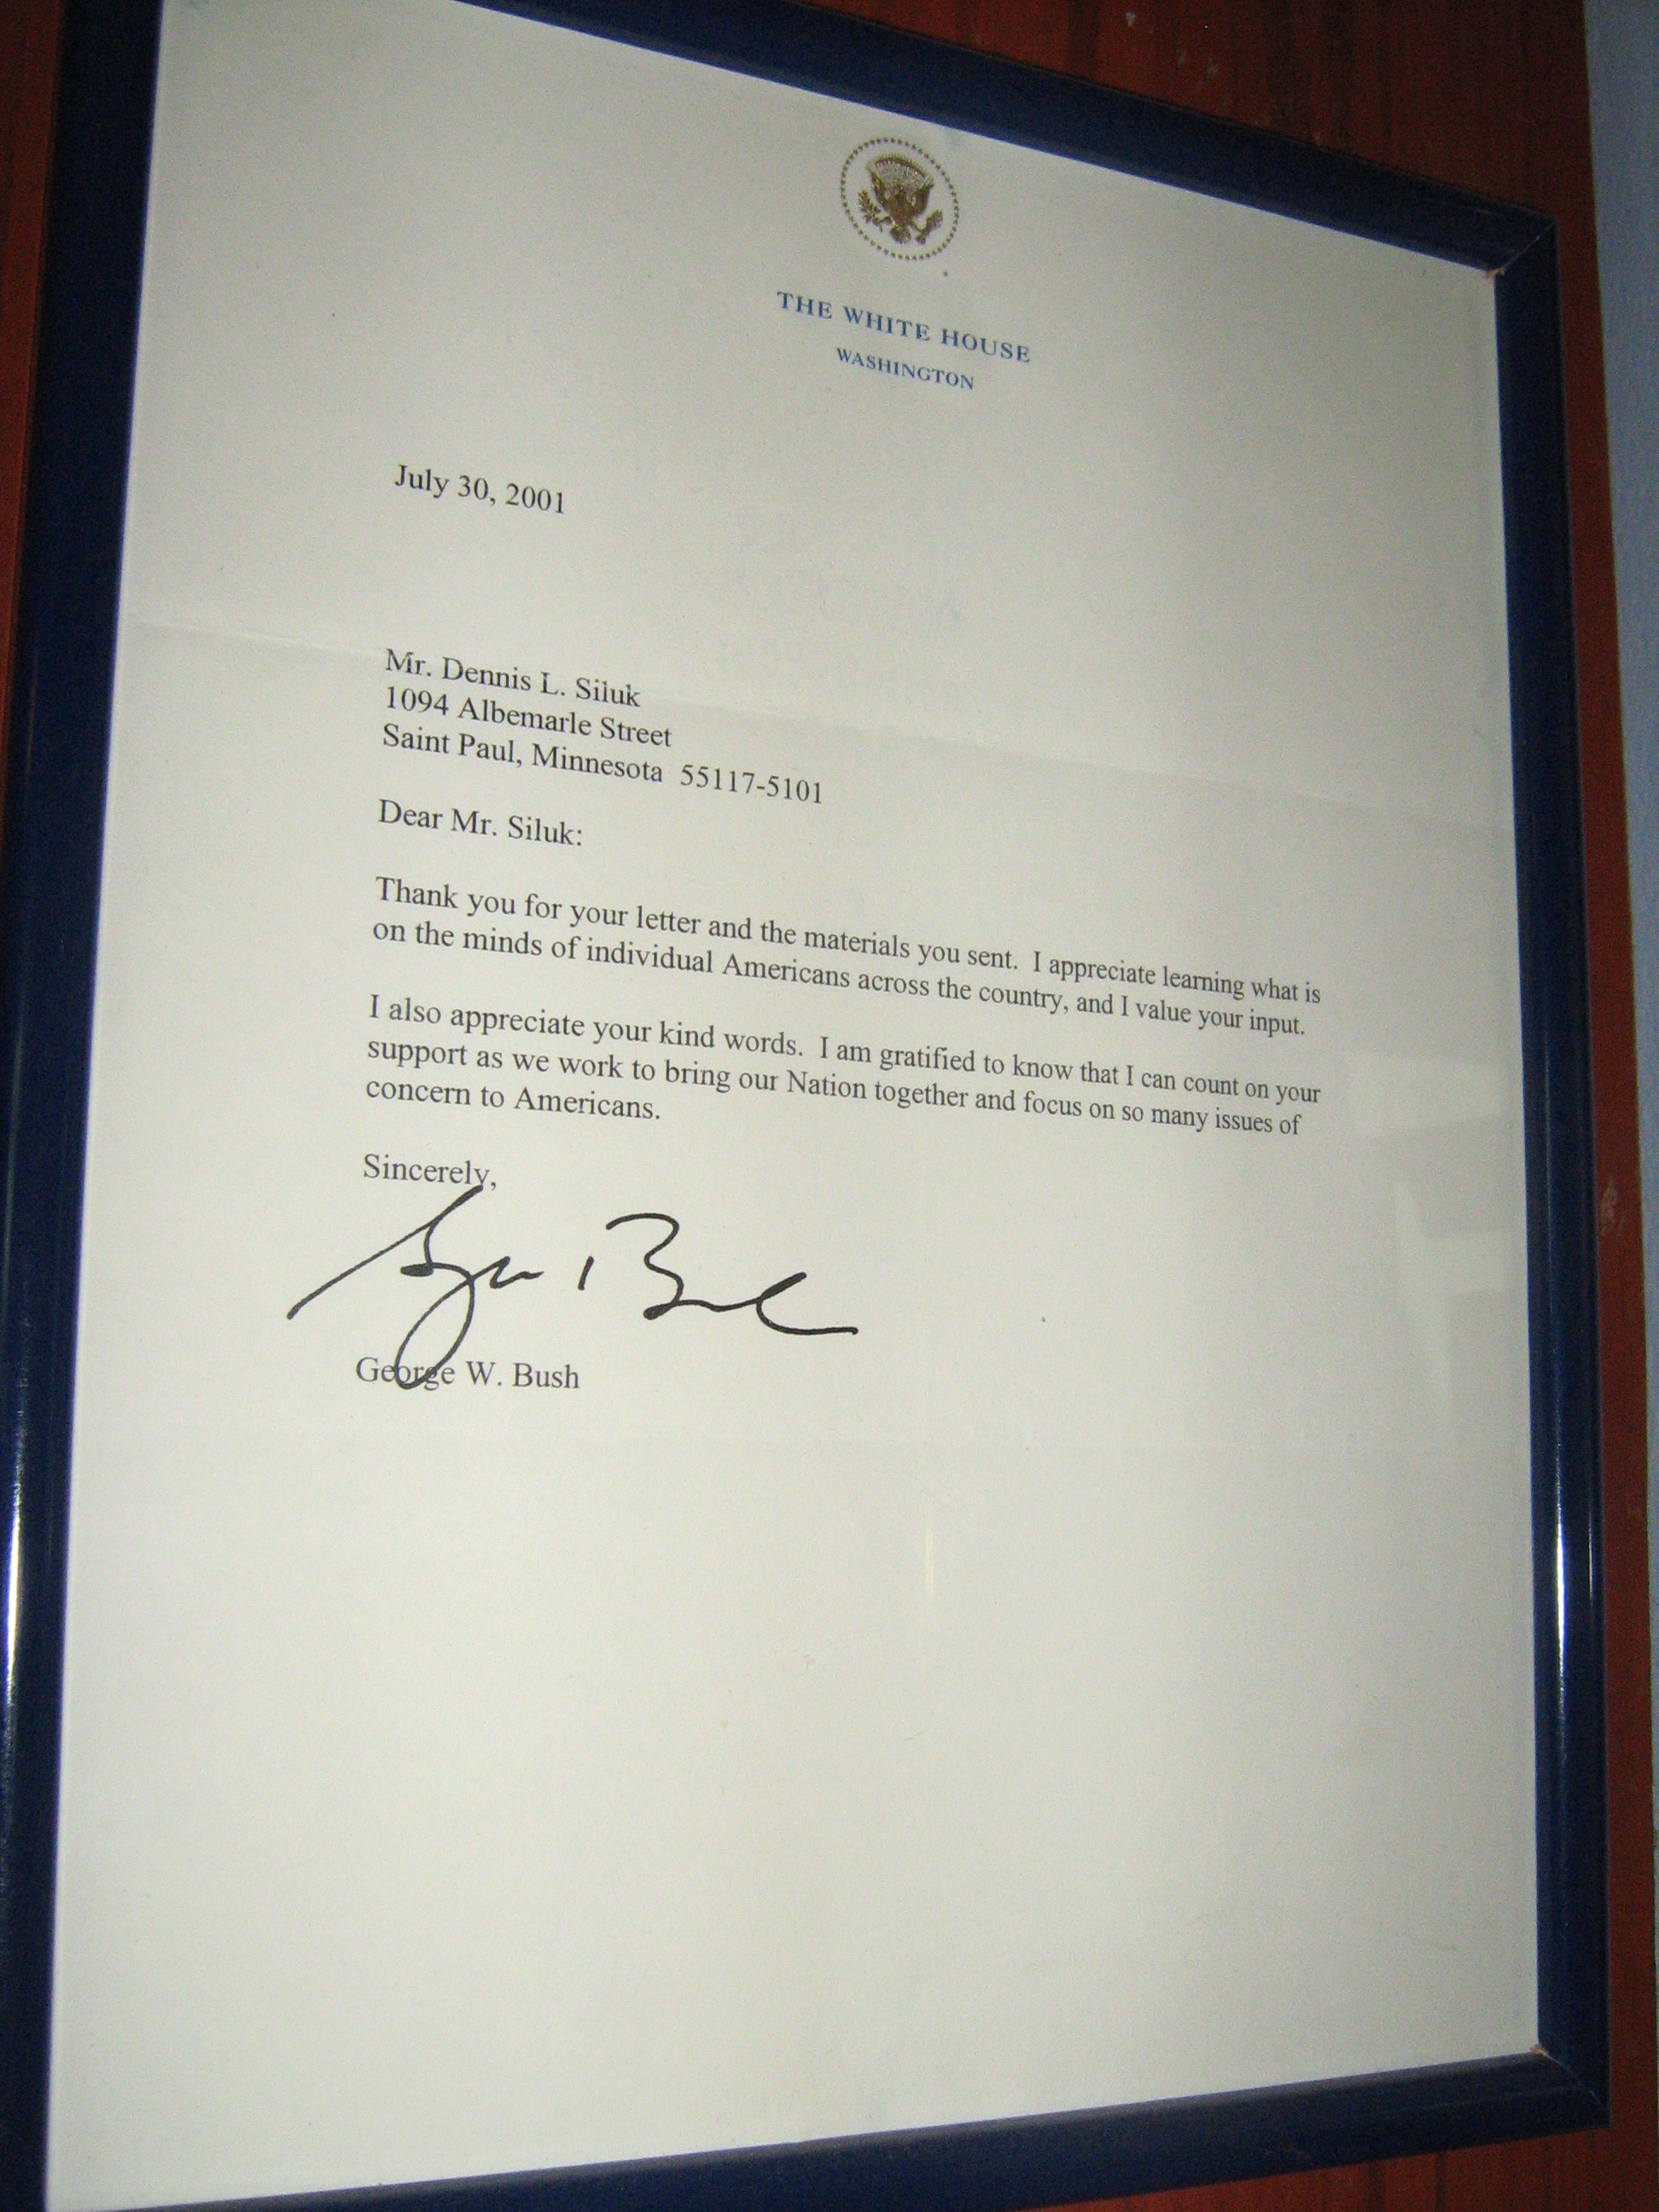 THE WHITE HOUSE
WASHINGTON
July 30, 2001
Mr. Dennis L. Siluk
1094 Albemarle Street
Saint Paul, Minnesota  55117-5101
Dear Mr. Siluk:
Thank you for your letter and the materials you sent.  I appreciate learning what is
on the minds of individual Americans across the country, and I value your input.
I also appreciate your kind words.  I am gratified to know that I can count on your
support as we work to bring our Nation together and focus on so many issues of
concern to Americans.
Sincerely,
George W. Bush